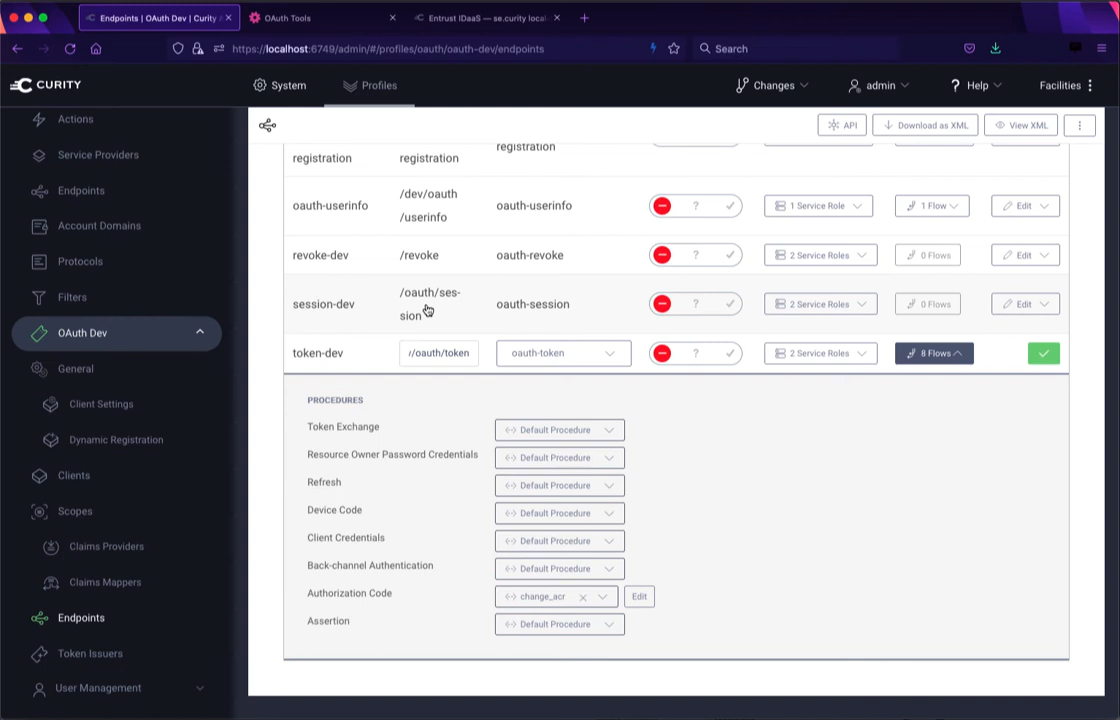 Endpoints | OAuth Dev | Curity
OAuth Tools
Entrust IDaaS — se.curity local
https://localhost:6749/admin/#/profiles/oauth/oauth-dev/endpoints
Search
CURITY
System
Profiles
Changes
admin
? Help
Facilities
Actions
Service Providers
Endpoints
Account Domains
Protocols
Filters
OAuth Dev
General
Client Settings
Dynamic Registration
Clients
Scopes
Claims Providers
Claims Mappers
Endpoints
Token Issuers
User Management
API
Download as XML
View XML
registration
registration
registration
oauth-userinfo
/dev/oauth
/userinfo
oauth-userinfo
?
1 Service Role
1 Flow
Edit
revoke-dev
/revoke
oauth-revoke
?
2 Service Roles
0 Flows
Edit
session-dev
/oauth/ses-
sion
oauth-session
?
2 Service Roles
0 Flows
Edit
token-dev
//oauth/token
oauth-token
?
2 Service Roles
8 Flows
PROCEDURES
Token Exchange
Default Procedure
Resource Owner Password Credentials
Default Procedure
Refresh
Default Procedure
Device Code
Default Procedure
Client Credentials
Default Procedure
Back-channel Authentication
Default Procedure
Authorization Code
change_acr
Edit
Assertion
Default Procedure